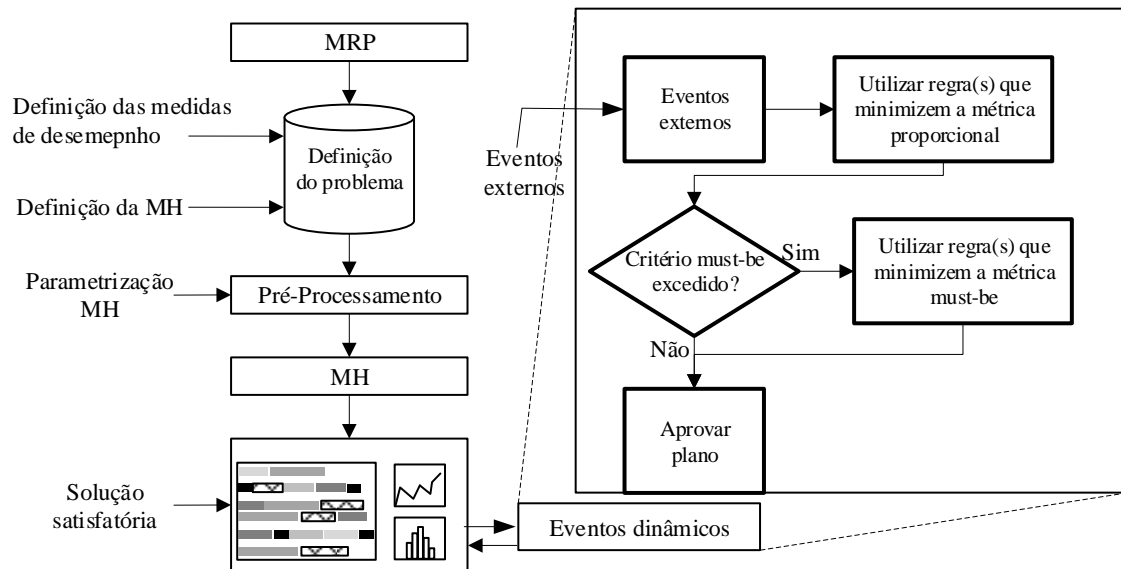 MRP
Definição das medidas
de desemepnho
Definição
do problema
Definição da MH
Parametrização
MH
Pré-Processamento
MH
Solução
satisfatória
Eventos dinâmicos
Eventos
externos
Eventos
externos
Utilizar regra(s) que
minimizem a métrica
proporcional
Critério must-be
excedido?
Sim
Utilizar regra(s) que
minimizem a métrica
must-be
Não
Aprovar
plano